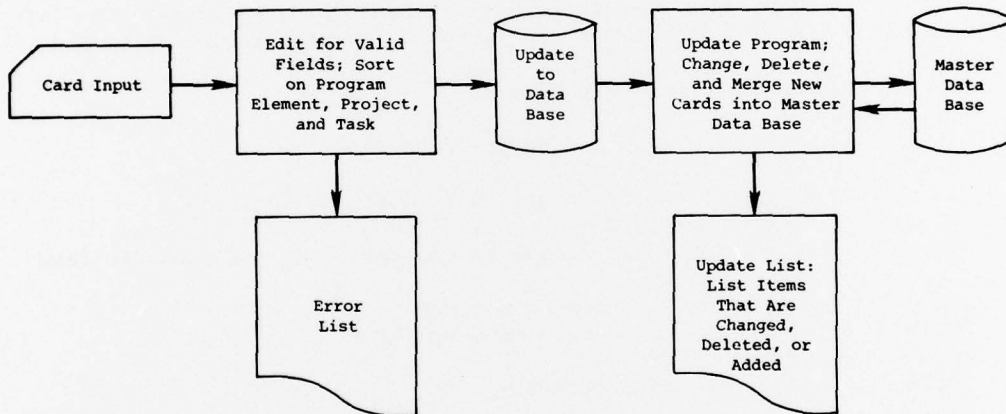 Card Input
Edit for Valid
Fields; Sort
on Program
Element, Project,
and Task
Update
to
Data
Base
Update Program;
Change, Delete,
and Merge New
Cards into Master
Data Base
Master
Data
Base
Error
List
Update List:
List Items
That Are
Changed,
Deleted, or
Added